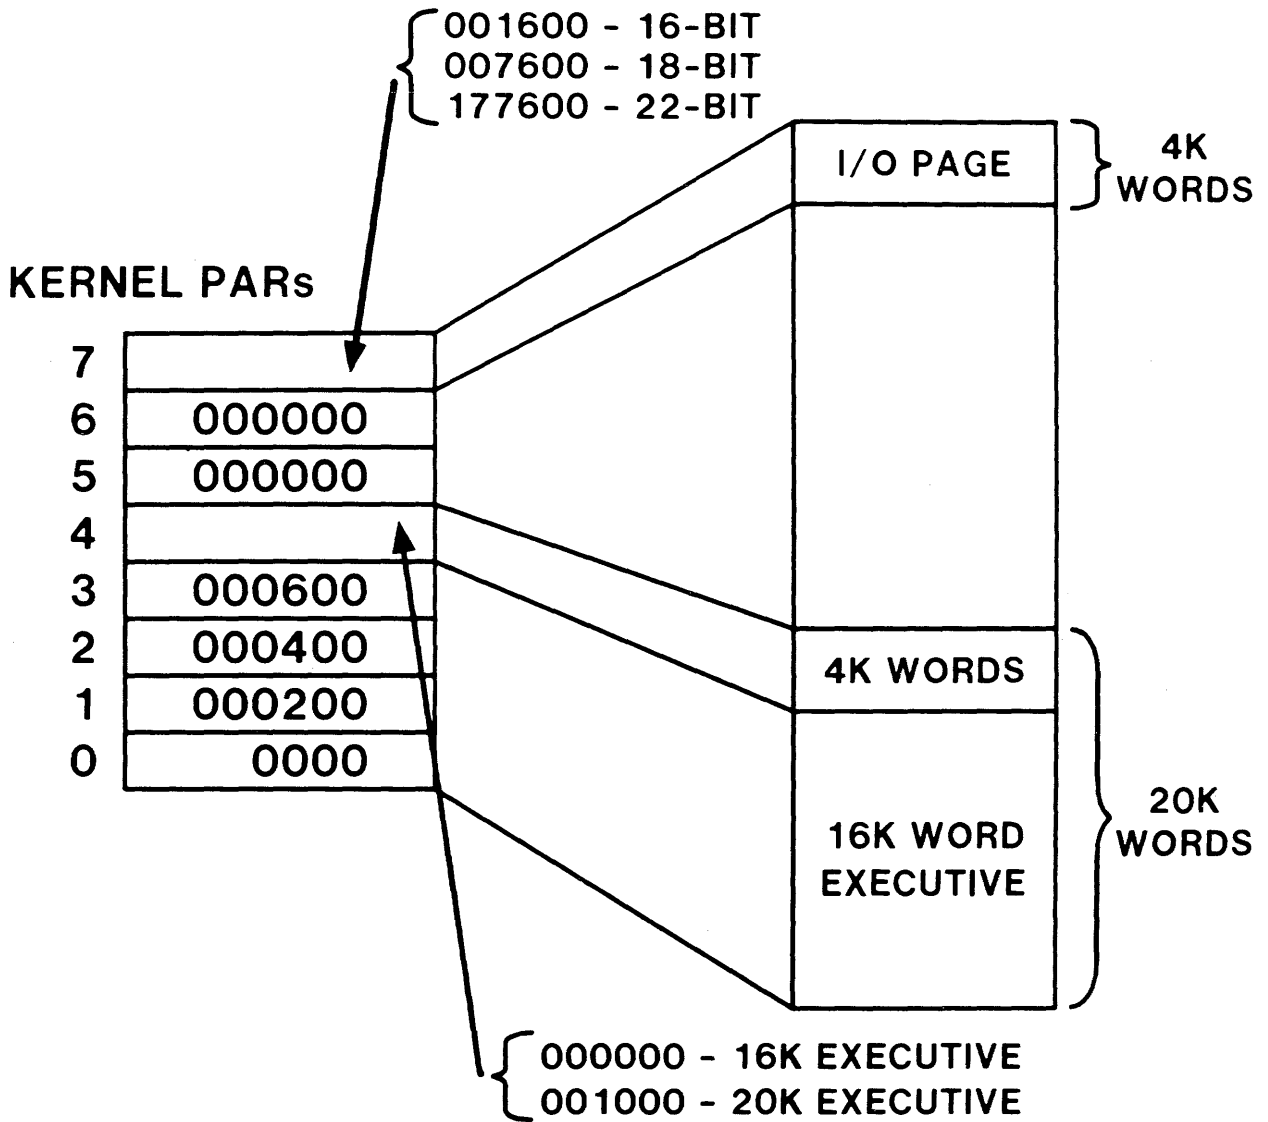 001600 - 16-BIT
007600 - 18-BIT
177600 - 22-BIT
I/O PAGE
4K
WORDS
KERNEL PARs
7
6 000000
5 000000
4
3 000600
2 000400
1 000200
0 0000
4K WORDS
16K WORD
EXECUTIVE
20K
WORDS
000000 - 16K EXECUTIVE
001000 - 20K EXECUTIVE